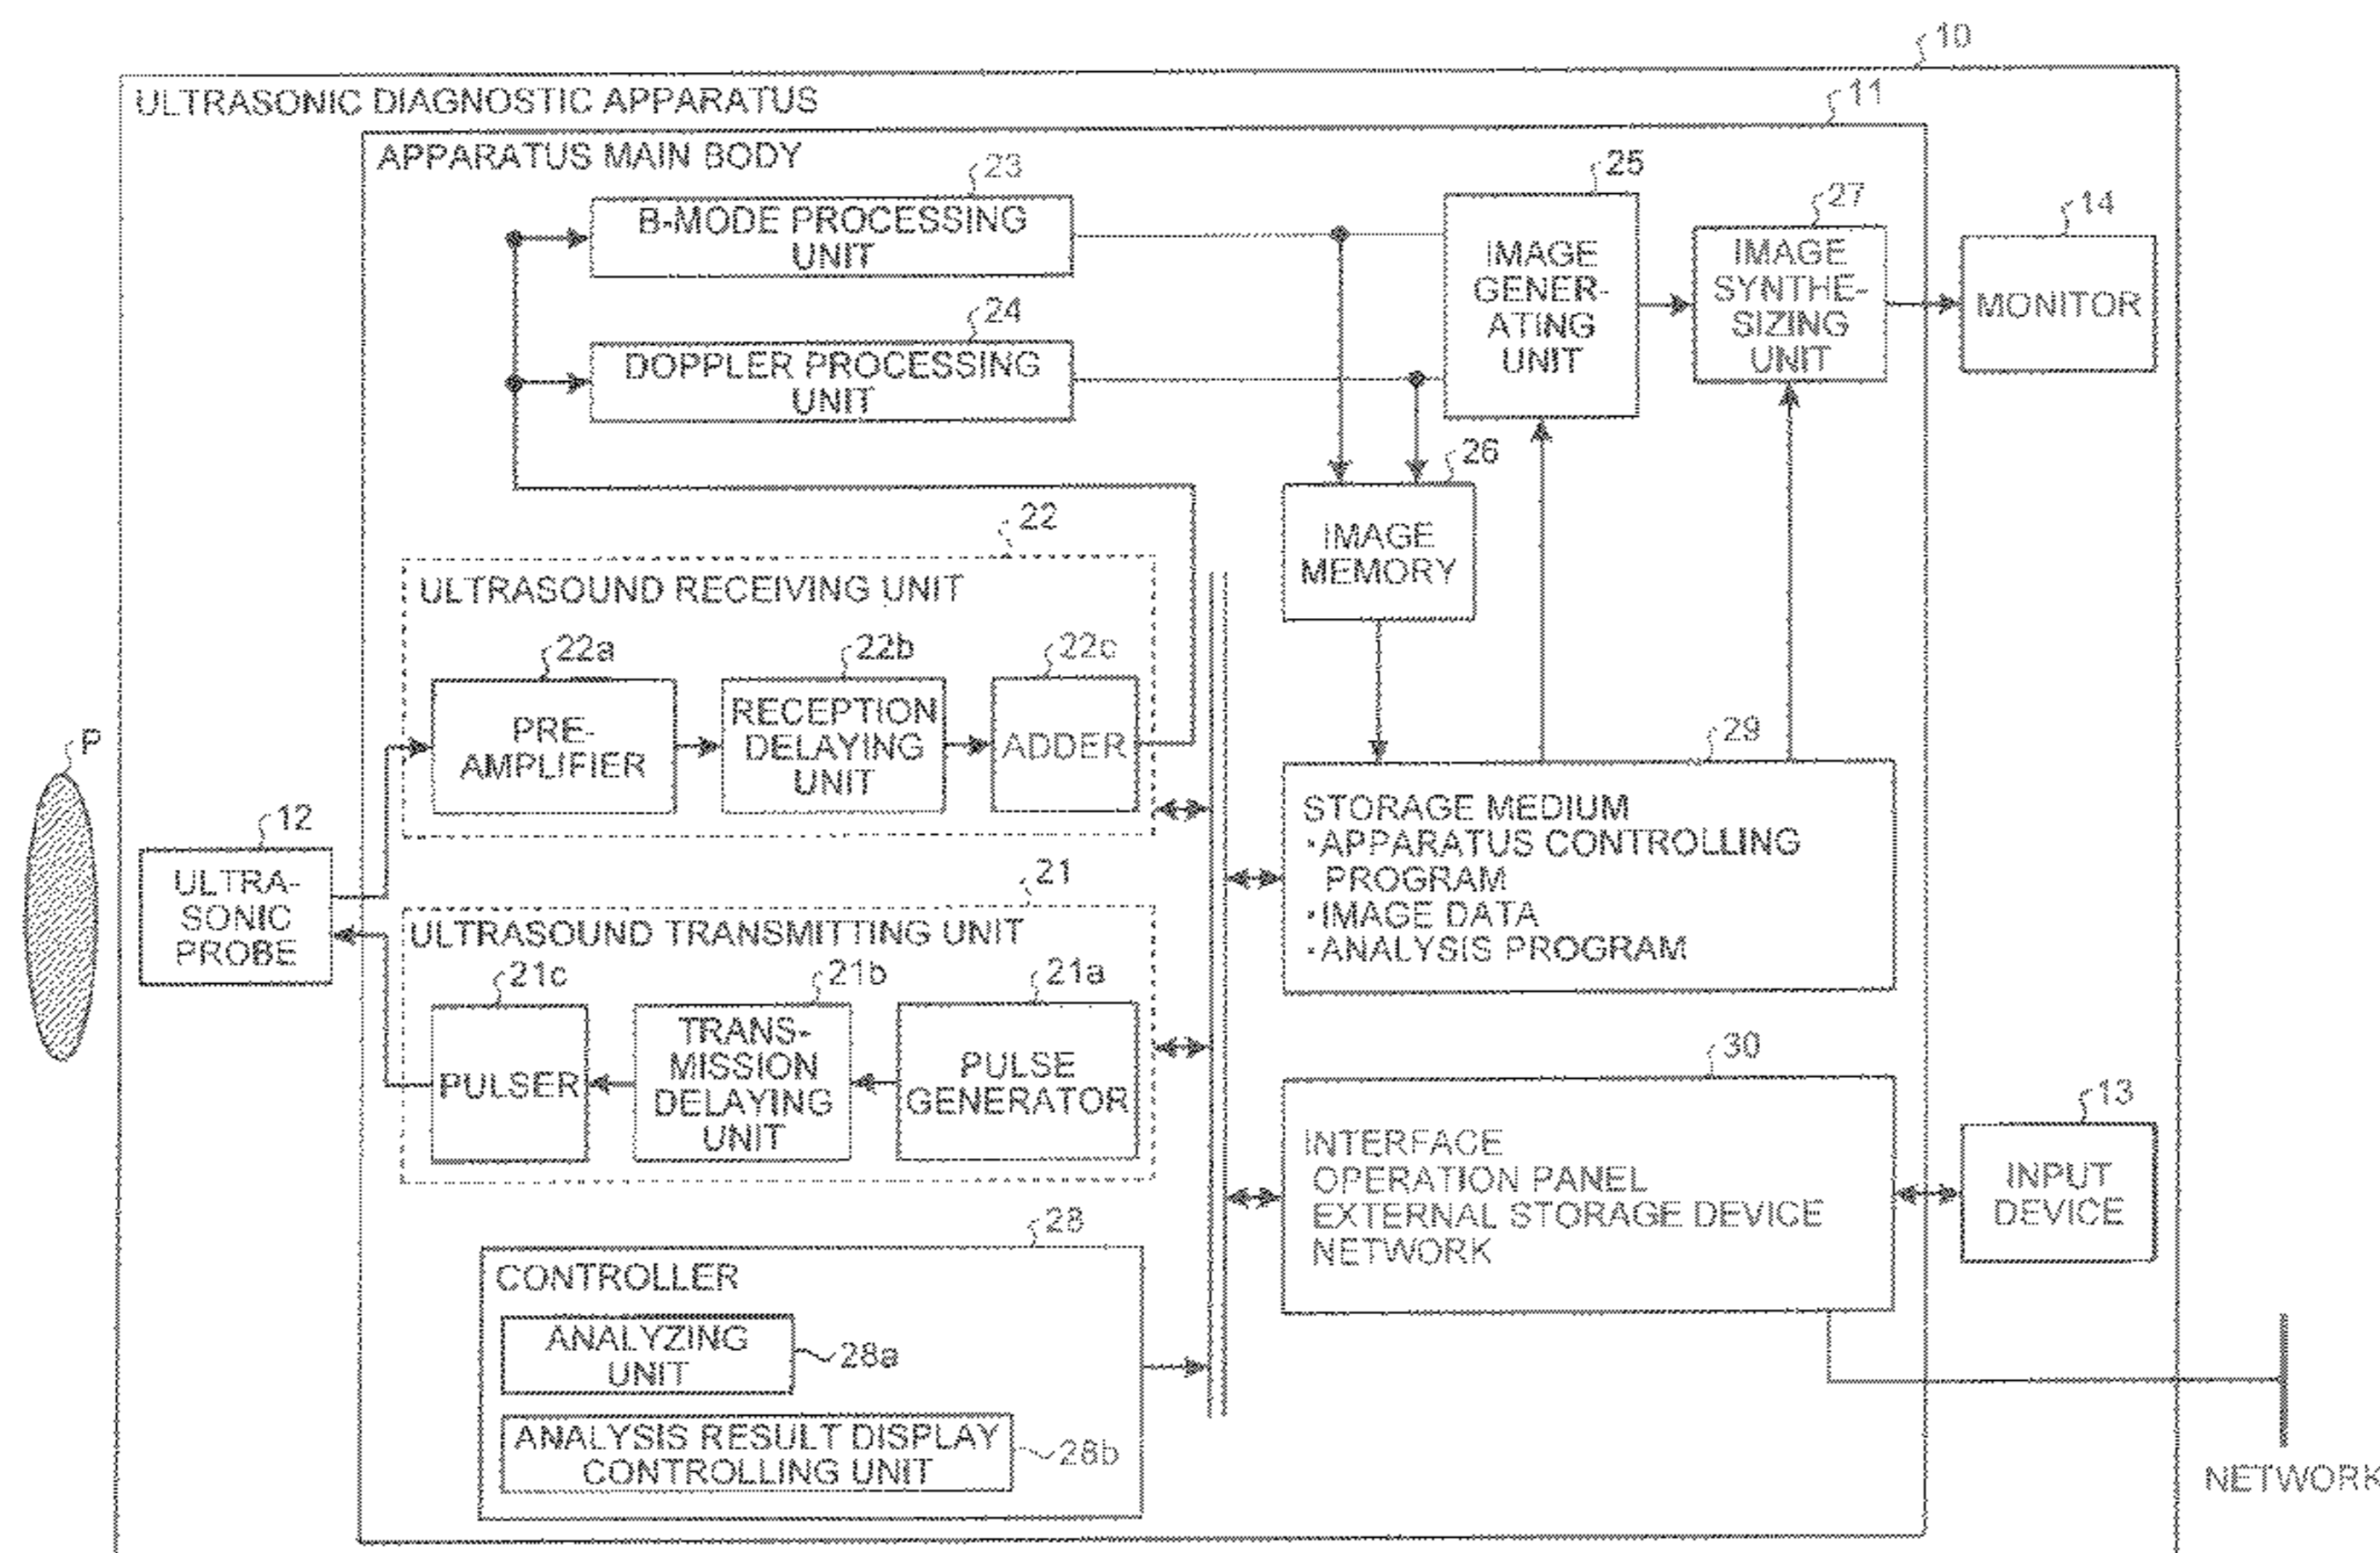 10
ULTRASONIC DIAGNOSTIC APPARATUS
11
APPARATUS MAIN BODY
23
B-MODE PROCESSING
UNIT
24
DOPPLER PROCESSING
UNIT
25
IMAGE
GENER-
ATING
UNIT
27
IMAGE
SYNTHE-
SIZING
UNIT
14
MONITOR
26
IMAGE
MEMORY
22
ULTRASOUND RECEIVING UNIT
22a
PRE-
AMPLIFIER
22b
RECEPTION
DELAYING
UNIT
22c
ADDER
P
12
ULTRA-
SONIC
PROBE
29
STORAGE MEDIUM
·APPARATUS CONTROLLING
PROGRAM
·IMAGE DATA
·ANALYSIS PROGRAM
21
ULTRASOUND TRANSMITTING UNIT
21c
PULSER
21b
TRANS-
MISSION
DELAYING
UNIT
21a
PULSE
GENERATOR
30
INTERFACE
OPERATION PANEL
EXTERNAL STORAGE DEVICE
NETWORK
13
INPUT
DEVICE
28
CONTROLLER
ANALYZING
UNIT
28a
ANALYSIS RESULT DISPLAY
CONTROLLING UNIT
28b
NETWORK